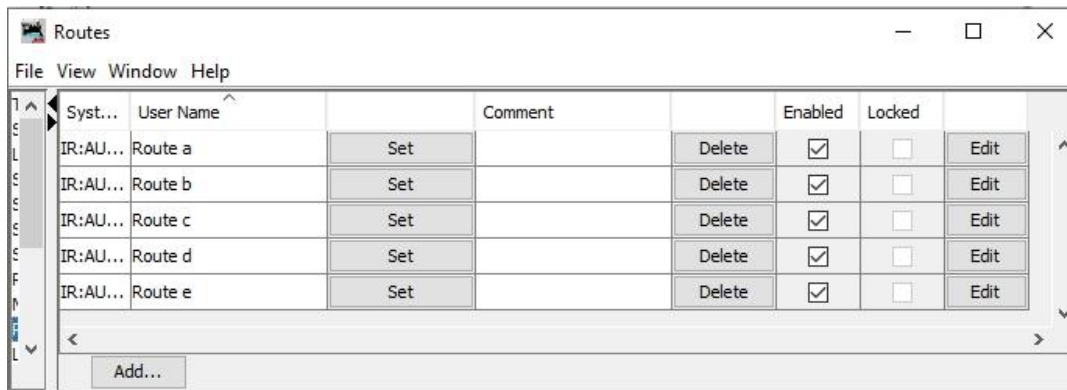 Routes
File View Window Help
Syst... User Name Comment Enabled Locked
IR:AU... Route a Set Delete Edit
IR:AU... Route b Set Delete Edit
IR:AU... Route c Set Delete Edit
IR:AU... Route d Set Delete Edit
IR:AU... Route e Set Delete Edit
Add...